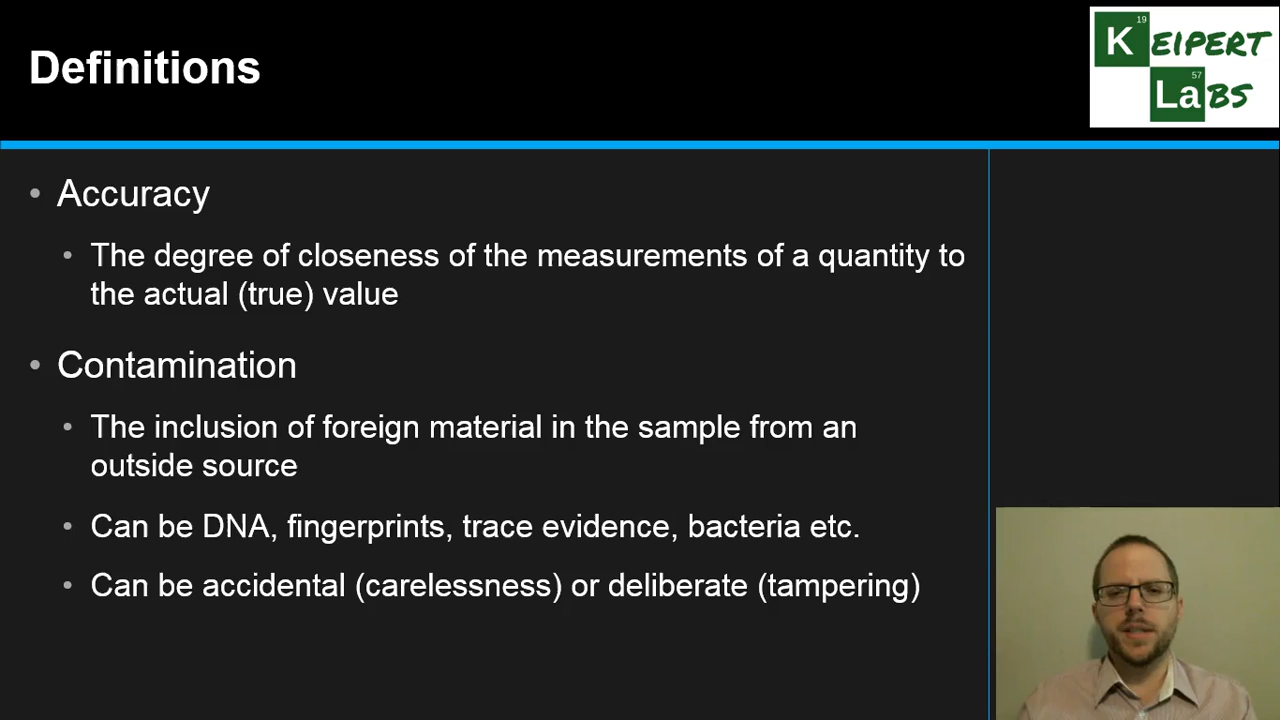 Definitions
19
KEIPERT
57
LaBS
• Accuracy
• The degree of closeness of the measurements of a quantity to
the actual (true) value
• Contamination
• The inclusion of foreign material in the sample from an
outside source
• Can be DNA, fingerprints, trace evidence, bacteria etc.
• Can be accidental (carelessness) or deliberate (tampering)